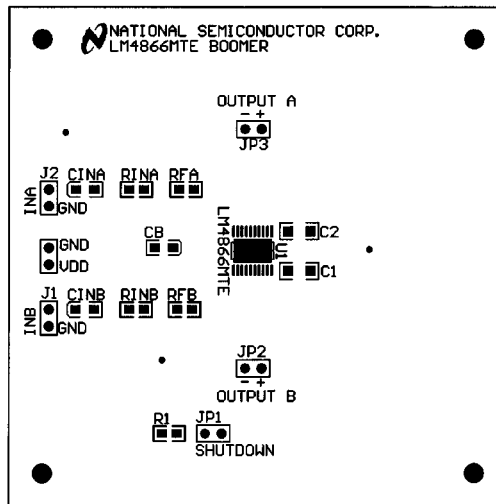 NATIONAL SEMICONDUCTOR CORP.
LM4866MTE BOOMER
OUTPUT A
- +
JP3
J2 CINA RINA RFA
INA
GND
LM4866MTE
CB
C2
GND
U1
VDD
C1
J1 CINB RINB RFB
INB
GND
JP2
- +
OUTPUT B
R1 JP1
SHUTDOWN